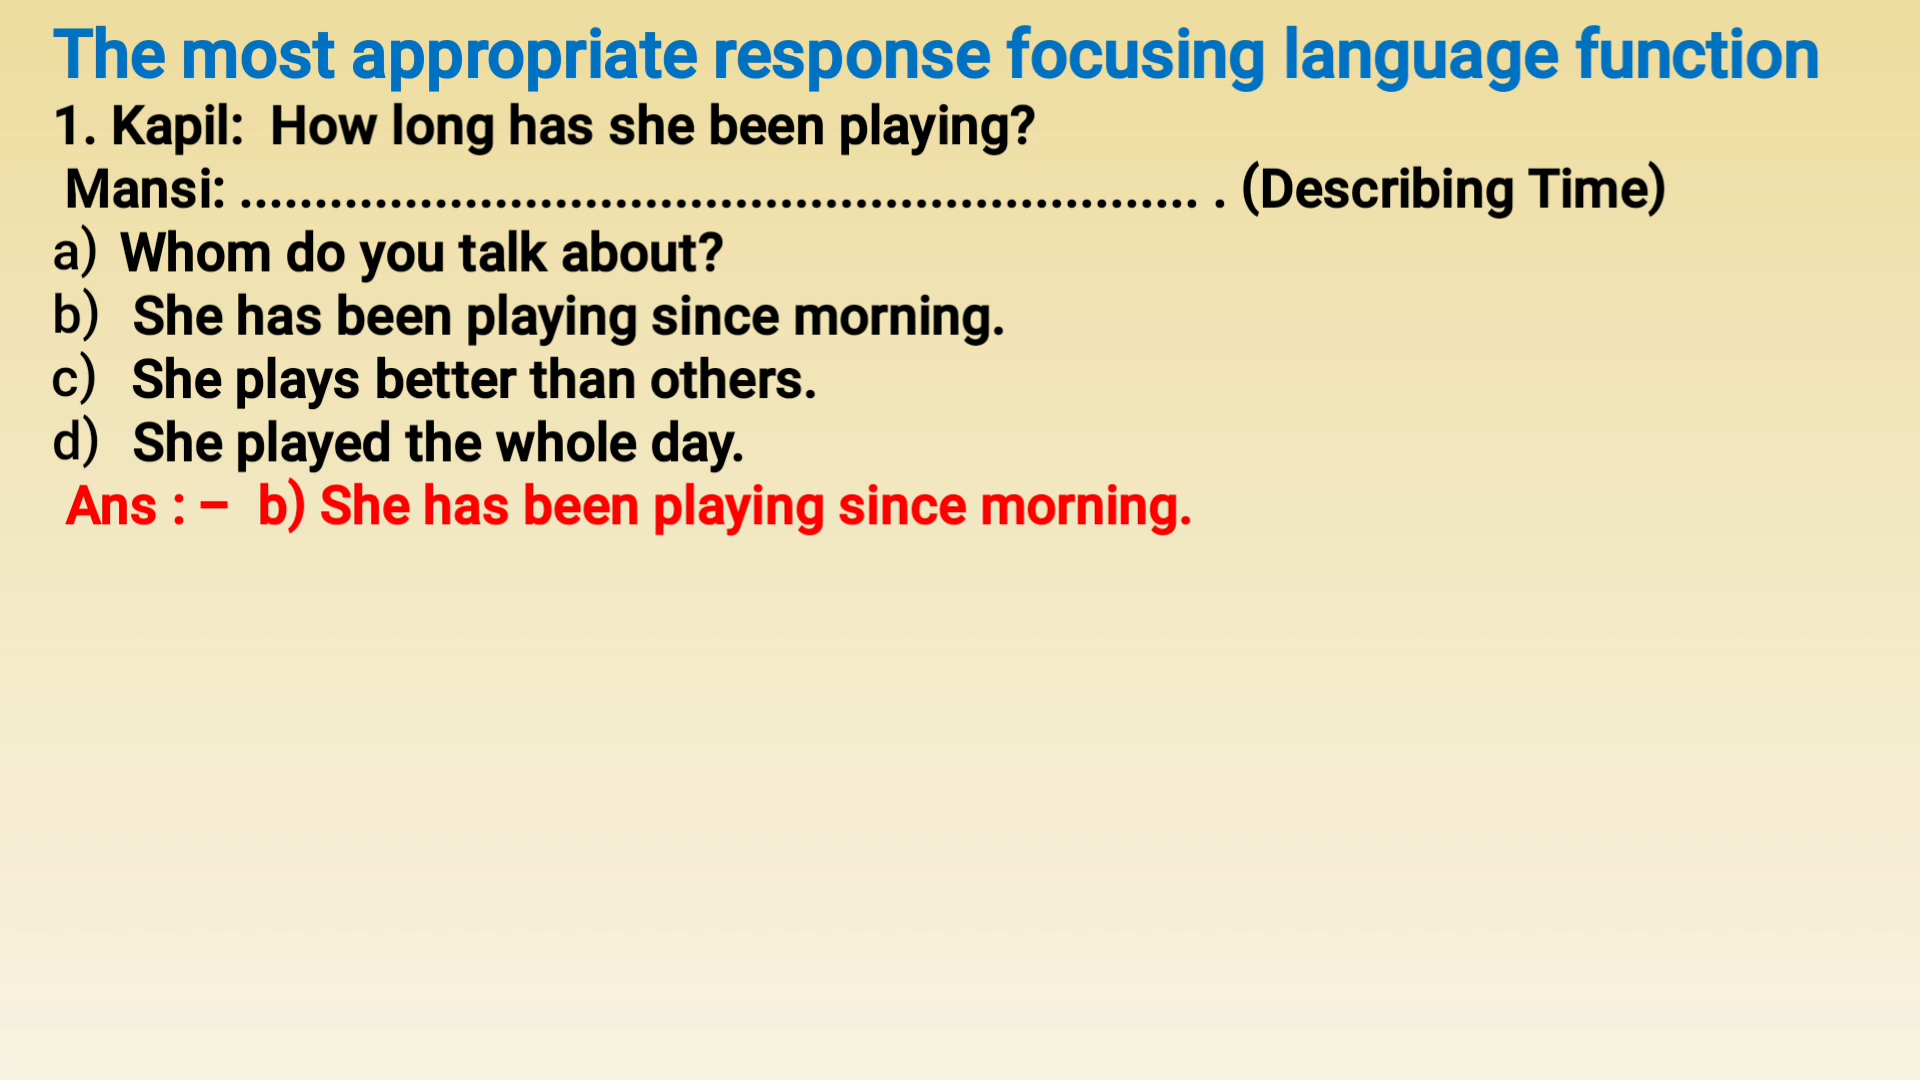 The most appropriate response focusing language function
1. Kapil: How long has she been playing?
Mansi: ................................................................ . (Describing Time)
a) Whom do you talk about?
b) She has been playing since morning.
c) She plays better than others.
d) She played the whole day.
Ans : – b) She has been playing since morning.